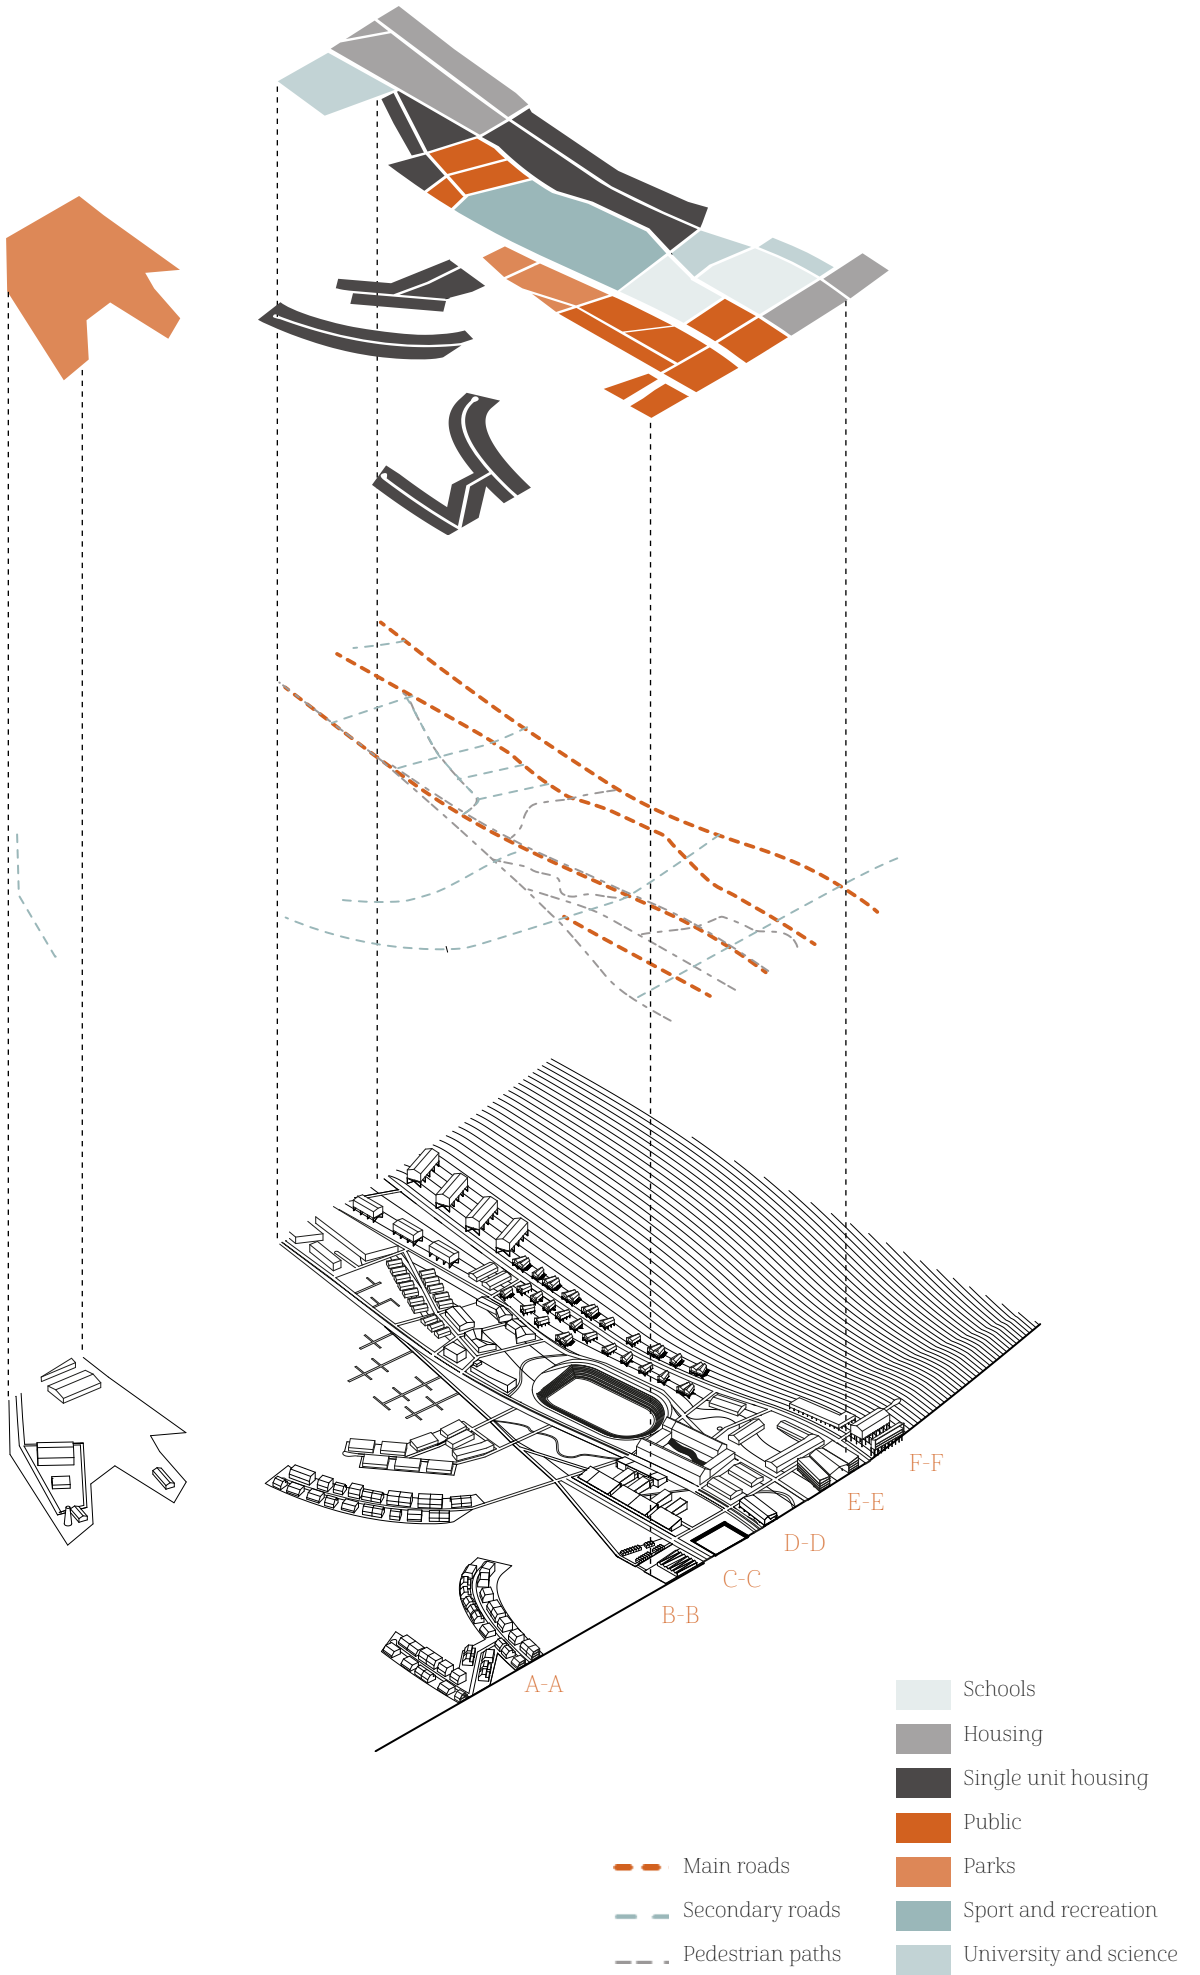 F-F
E-E
D-D
C-C
B-B
A-A
Schools
Housing
Single unit housing
Public
Main roads
Parks
Secondary roads
Sport and recreation
Pedestrian paths
University and science